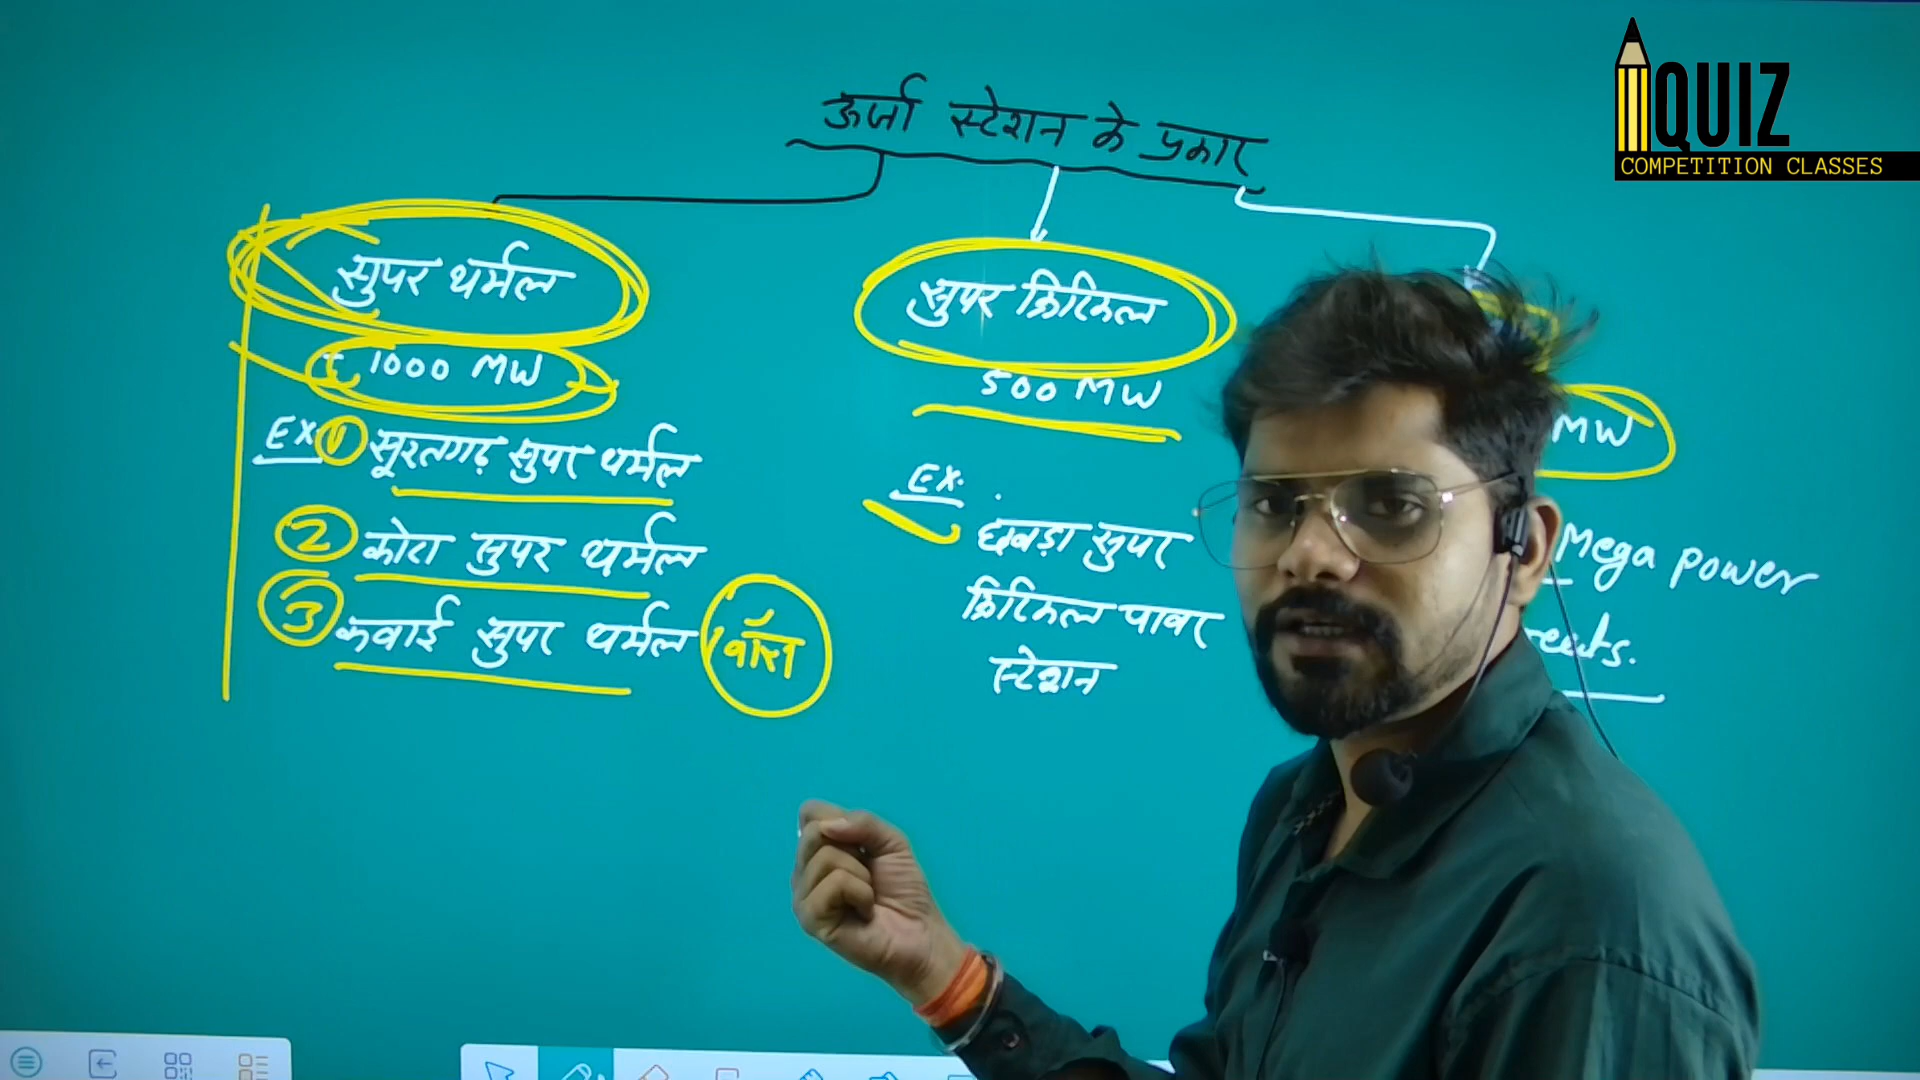 QUIZ
COMPETITION CLASSES
ऊर्जा स्टेशन के प्रकार
सुपर थर्मल
1000 MW
Ex ① सूरतगढ़ सुपर थर्मल
② कोटा सुपर थर्मल
③ कवाई सुपर थर्मल
बारां
सुपर क्रिटिकल
500 MW
Ex.
छबड़ा सुपर
क्रिटिकल पावर
स्टेशन
MW
Mega power